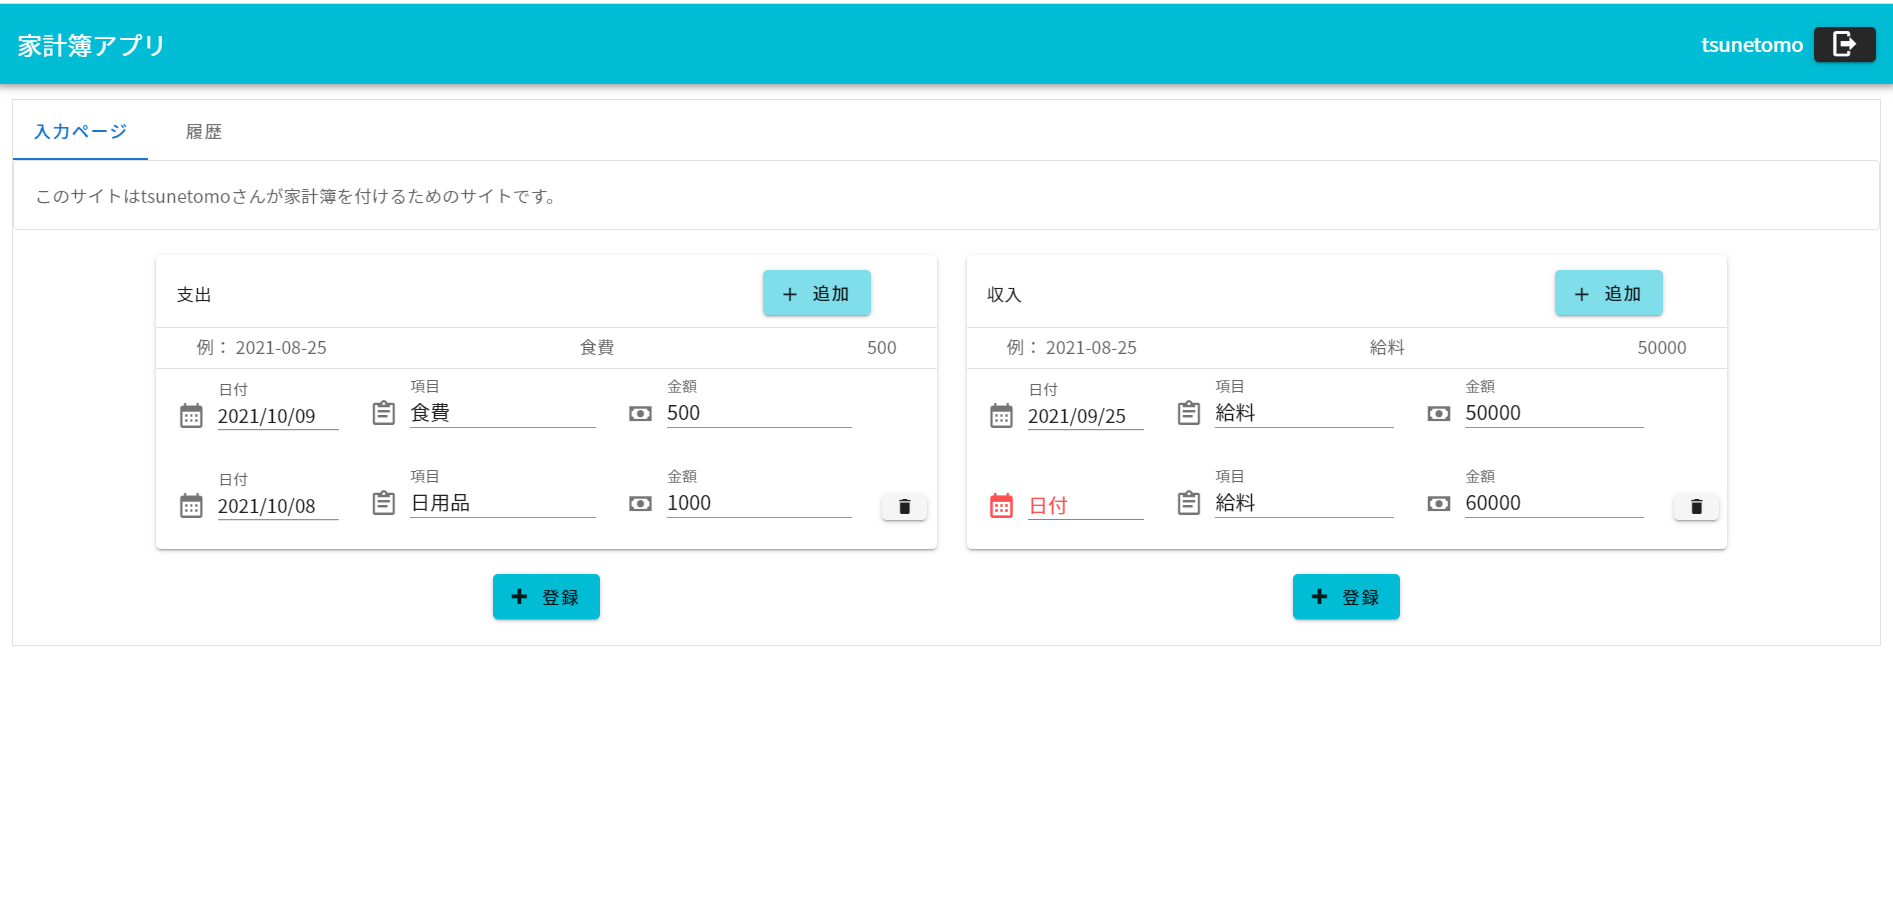 家計簿アプリ
tsunetomo
入力ページ 履歴
このサイトはtsunetomoさんが家計簿を付けるためのサイトです。
支出
追加
例： 2021-08-25 食費 500
日付 項目 金額
2021/10/09 食費 500
日付 項目 金額
2021/10/08 日用品 1000
登録
収入
追加
例： 2021-08-25 給料 50000
日付 項目 金額
2021/09/25 給料 50000
項目 金額
日付 給料 60000
登録